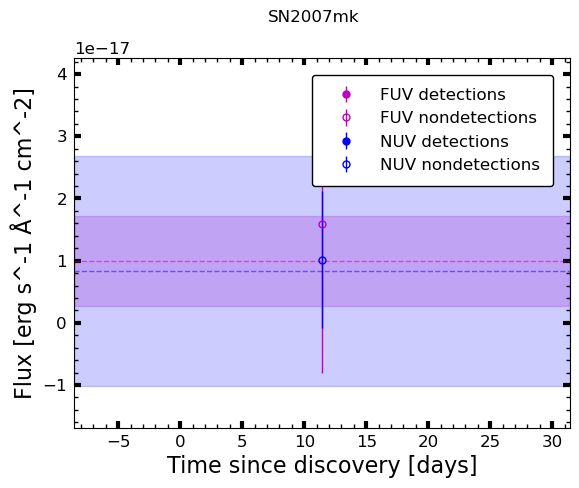 SN2007mk
1e−17
Flux [erg s^-1 Å^-1 cm^-2]
4
3
2
1
0
−1
FUV detections
FUV nondetections
NUV detections
NUV nondetections
−5 0 5 10 15 20 25 30
Time since discovery [days]